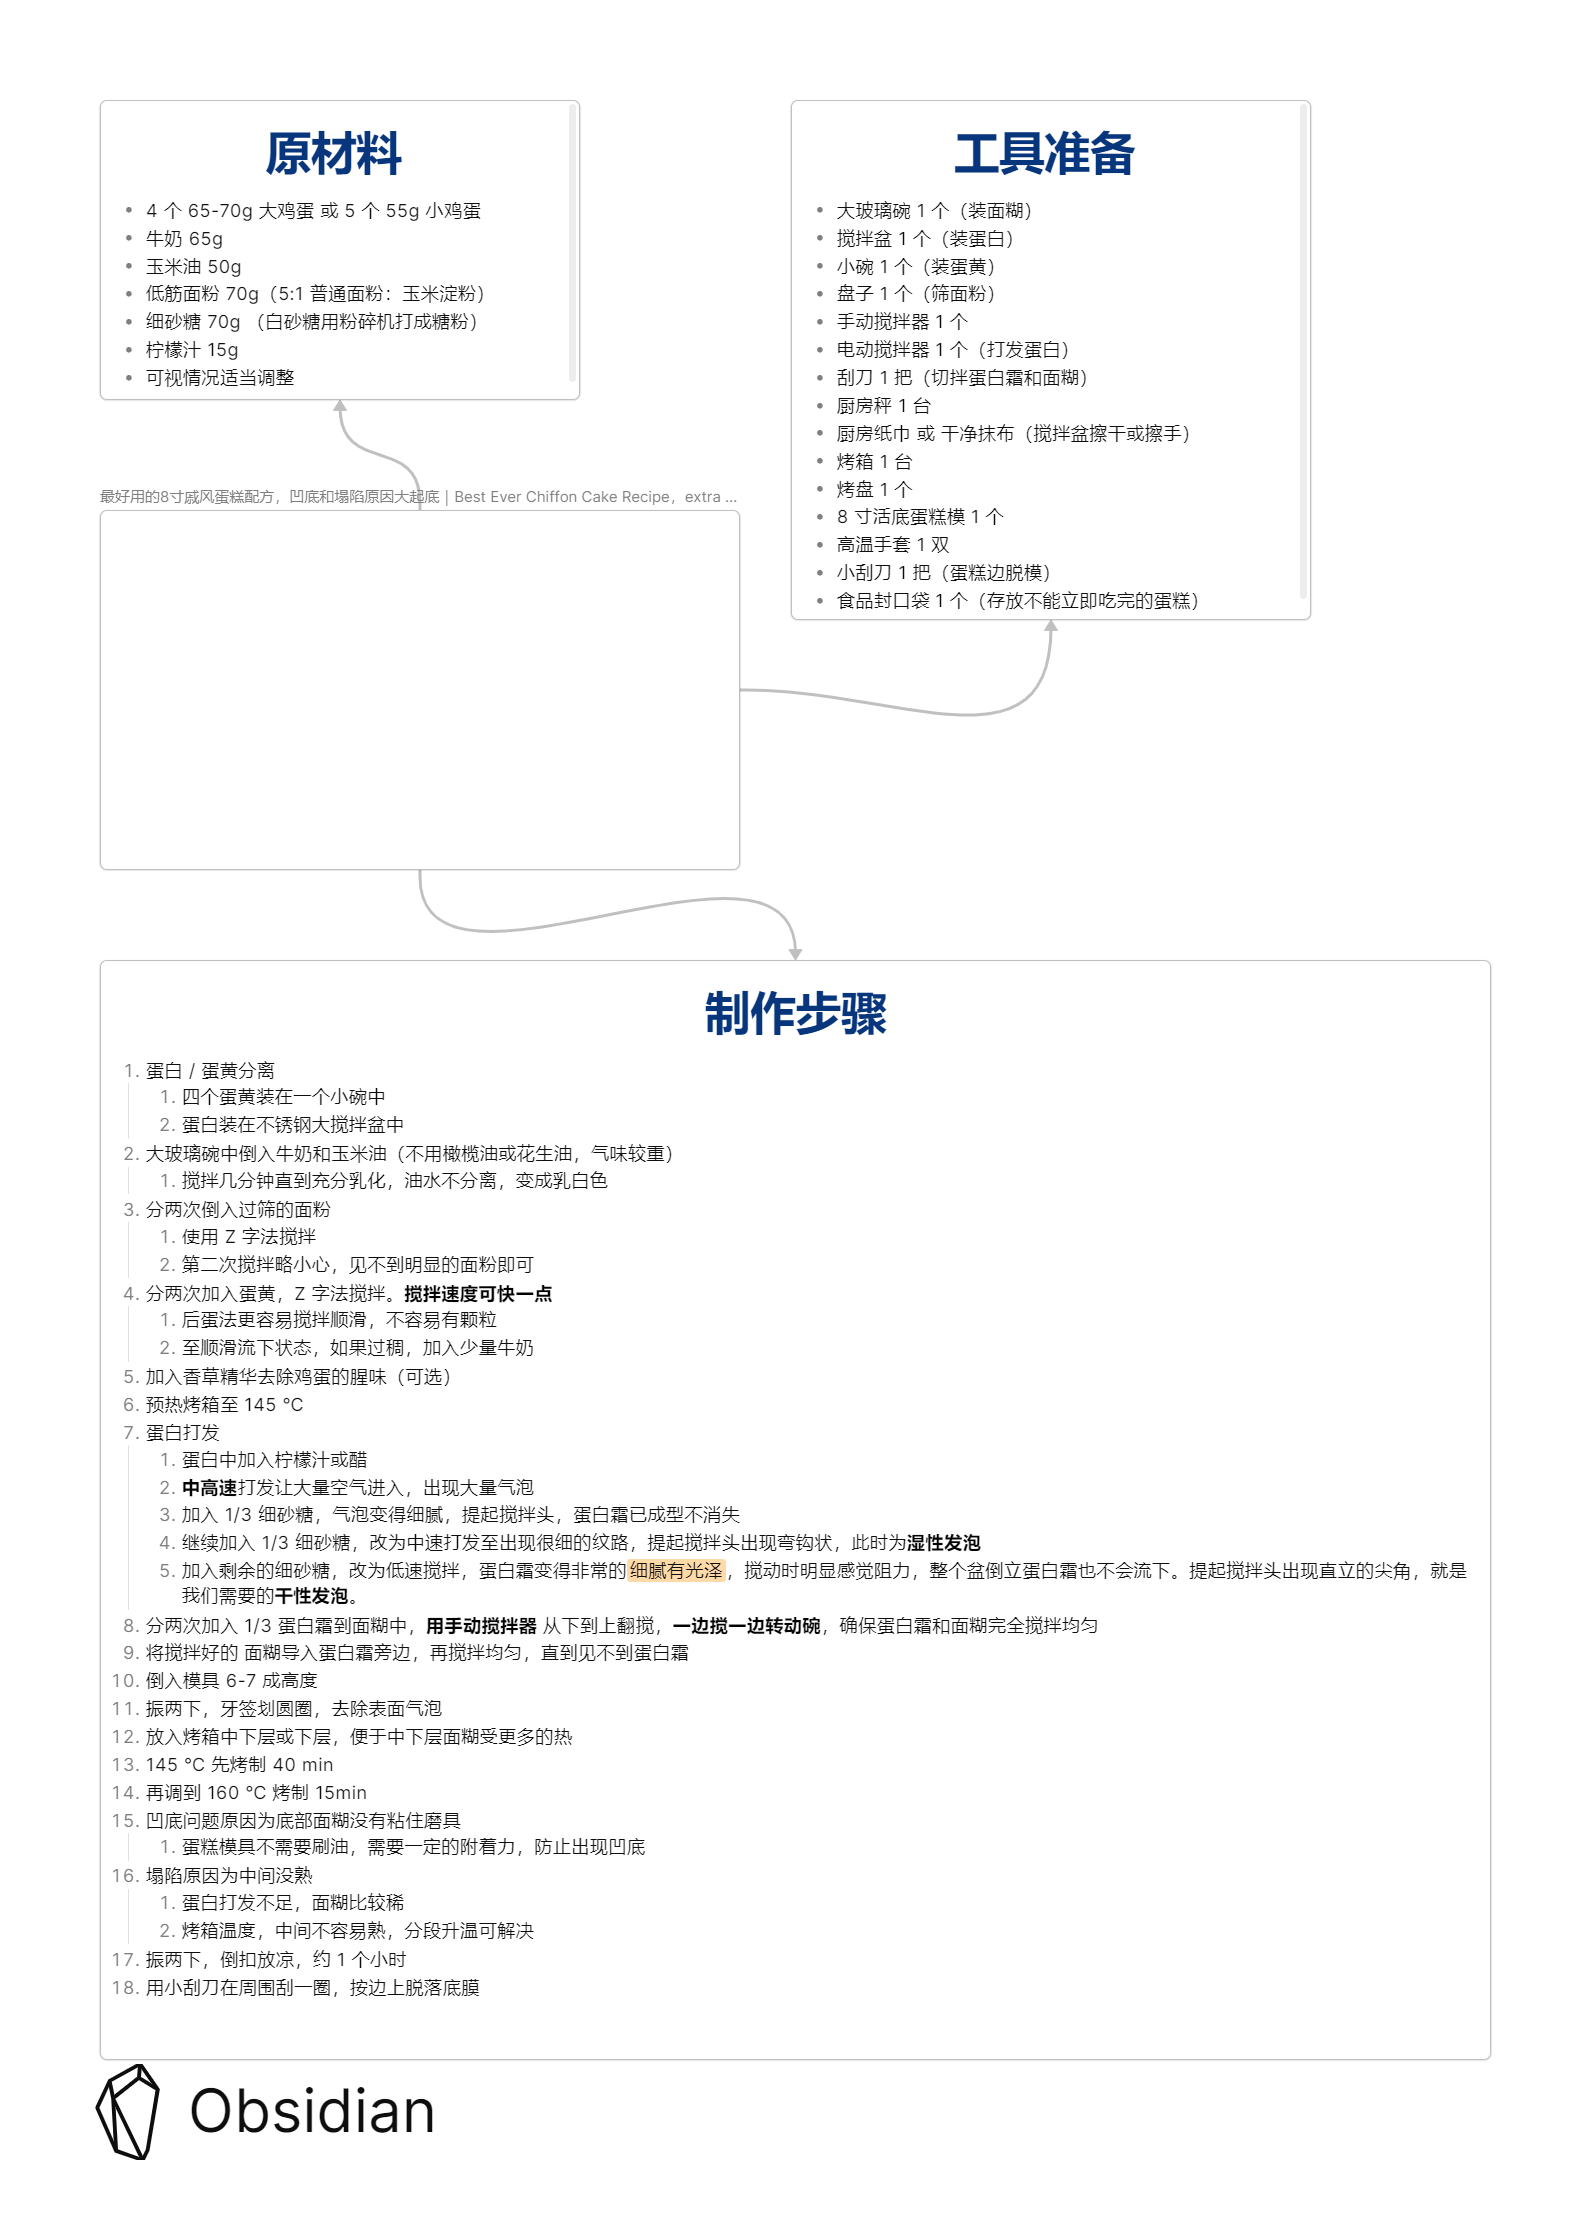 原材料
• 4 个 65-70g 大鸡蛋 或 5 个 55g 小鸡蛋
• 牛奶 65g
• 玉米油 50g
• 低筋面粉 70g（5:1 普通面粉：玉米淀粉）
• 细砂糖 70g （白砂糖用粉碎机打成糖粉）
• 柠檬汁 15g
• 可视情况适当调整
工具准备
• 大玻璃碗 1 个（装面糊）
• 搅拌盆 1 个（装蛋白）
• 小碗 1 个（装蛋黄）
• 盘子 1 个（筛面粉）
• 手动搅拌器 1 个
• 电动搅拌器 1 个（打发蛋白）
• 刮刀 1 把（切拌蛋白霜和面糊）
• 厨房秤 1 台
• 厨房纸巾 或 干净抹布（搅拌盆擦干或擦手）
• 烤箱 1 台
• 烤盘 1 个
• 8 寸活底蛋糕模 1 个
• 高温手套 1 双
• 小刮刀 1 把（蛋糕边脱模）
• 食品封口袋 1 个（存放不能立即吃完的蛋糕）
最好用的8寸戚风蛋糕配方，凹底和塌陷原因大起底 | Best Ever Chiffon Cake Recipe，extra ...
制作步骤
1. 蛋白 / 蛋黄分离
1. 四个蛋黄装在一个小碗中
2. 蛋白装在不锈钢大搅拌盆中
2. 大玻璃碗中倒入牛奶和玉米油（不用橄榄油或花生油，气味较重）
1. 搅拌几分钟直到充分乳化，油水不分离，变成乳白色
3. 分两次倒入过筛的面粉
1. 使用 Z 字法搅拌
2. 第二次搅拌略小心，见不到明显的面粉即可
4. 分两次加入蛋黄，Z 字法搅拌。搅拌速度可快一点
1. 后蛋法更容易搅拌顺滑，不容易有颗粒
2. 至顺滑流下状态，如果过稠，加入少量牛奶
5. 加入香草精华去除鸡蛋的腥味（可选）
6. 预热烤箱至 145 °C
7. 蛋白打发
1. 蛋白中加入柠檬汁或醋
2. 中高速打发让大量空气进入，出现大量气泡
3. 加入 1/3 细砂糖，气泡变得细腻，提起搅拌头，蛋白霜已成型不消失
4. 继续加入 1/3 细砂糖，改为中速打发至出现很细的纹路，提起搅拌头出现弯钩状，此时为湿性发泡
5. 加入剩余的细砂糖，改为低速搅拌，蛋白霜变得非常的细腻有光泽，搅动时明显感觉阻力，整个盆倒立蛋白霜也不会流下。提起搅拌头出现直立的尖角，就是
我们需要的干性发泡。
8. 分两次加入 1/3 蛋白霜到面糊中，用手动搅拌器 从下到上翻搅，一边搅一边转动碗，确保蛋白霜和面糊完全搅拌均匀
9. 将搅拌好的 面糊导入蛋白霜旁边，再搅拌均匀，直到见不到蛋白霜
10. 倒入模具 6-7 成高度
11. 振两下，牙签划圆圈，去除表面气泡
12. 放入烤箱中下层或下层，便于中下层面糊受更多的热
13. 145 °C 先烤制 40 min
14. 再调到 160 °C 烤制 15min
15. 凹底问题原因为底部面糊没有粘住磨具
1. 蛋糕模具不需要刷油，需要一定的附着力，防止出现凹底
16. 塌陷原因为中间没熟
1. 蛋白打发不足，面糊比较稀
2. 烤箱温度，中间不容易熟，分段升温可解决
17. 振两下，倒扣放凉，约 1 个小时
18. 用小刮刀在周围刮一圈，按边上脱落底膜
Obsidian